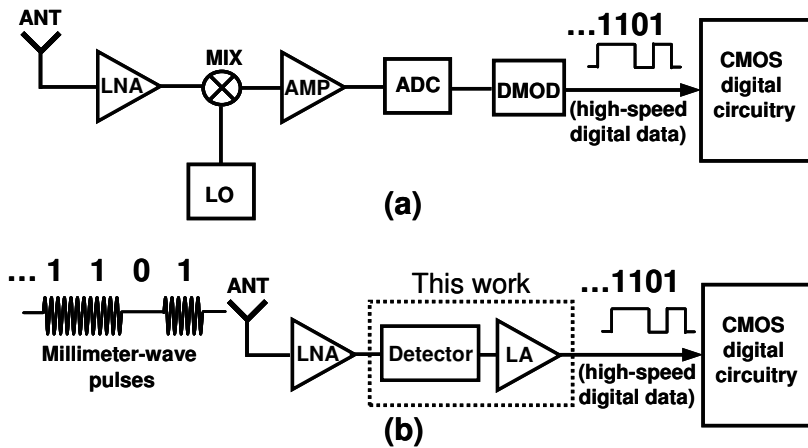 ANT
LNA
MIX
LO
AMP
ADC
DMOD
...1101
(high-speed
digital data)
CMOS
digital
circuitry
(a)
... 1 1 0 1
Millimeter-wave
pulses
ANT
LNA
This work
Detector
LA
...1101
(high-speed
digital data)
CMOS
digital
circuitry
(b)